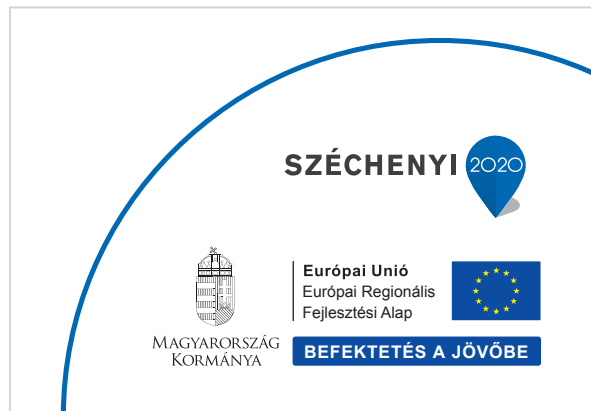 SZÉCHENYI 2020
Európai Unió
Európai Regionális
Fejlesztési Alap
MAGYARORSZÁG
KORMÁNYA
BEFEKTETÉS A JÖVŐBE